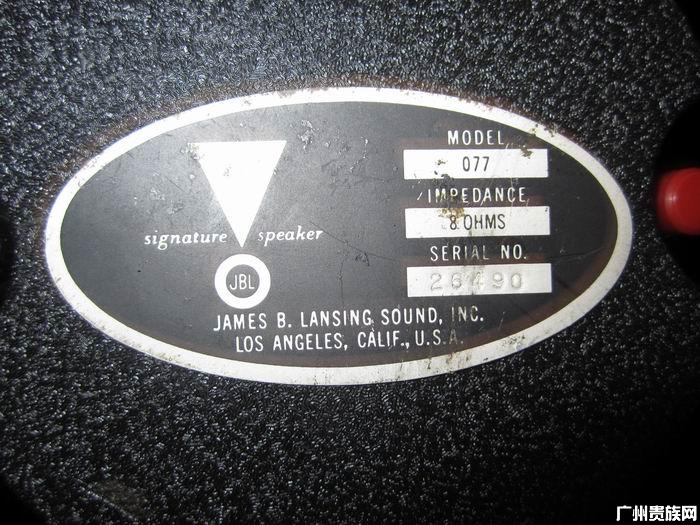 MODEL
077
IMPEDANCE
8 OHMS
SERIAL NO.
26490
signature speaker
JBL
JAMES B. LANSING SOUND, INC.
LOS ANGELES, CALIF., U.S.A.
广州贵族网